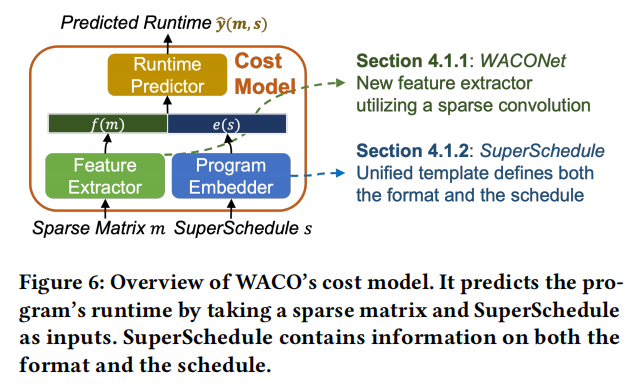 Predicted Runtime ŷ(m, s)
Runtime
Predictor
Cost
Model
f(m)
e(s)
Feature
Extractor
Program
Embedder
Sparse Matrix m
SuperSchedule s
Section 4.1.1: WACONet
New feature extractor
utilizing a sparse convolution
Section 4.1.2: SuperSchedule
Unified template defines both
the format and the schedule
Figure 6: Overview of WACO's cost model. It predicts the pro-
gram's runtime by taking a sparse matrix and SuperSchedule
as inputs. SuperSchedule contains information on both the
format and the schedule.